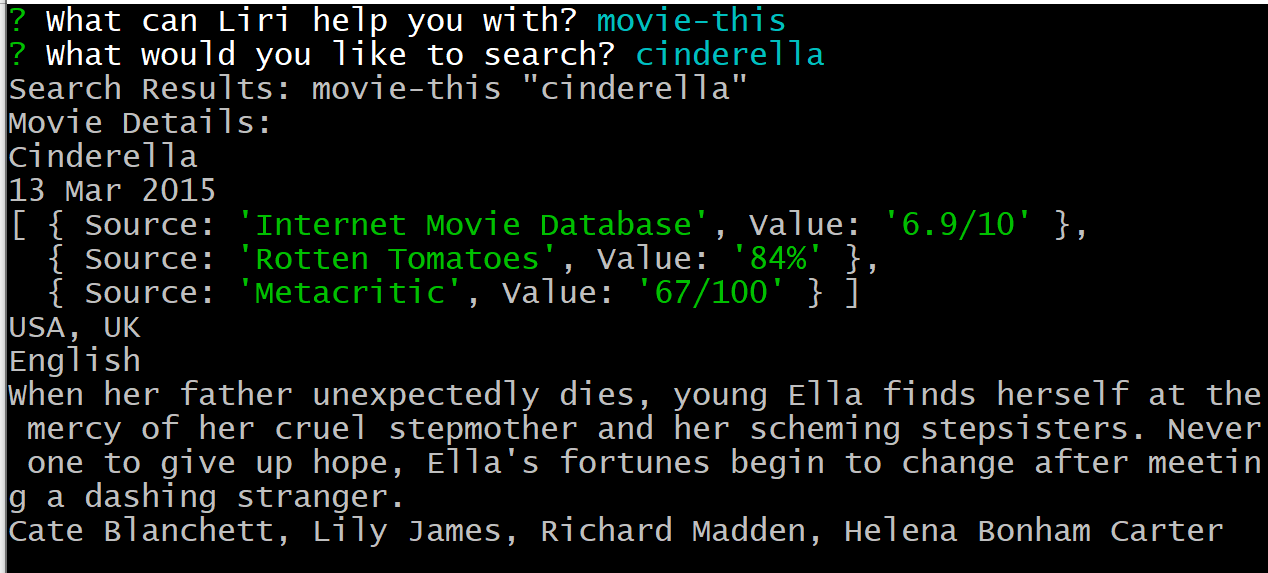 ? What can Liri help you with? movie-this
? What would you like to search? cinderella
Search Results: movie-this "cinderella"
Movie Details:
Cinderella
13 Mar 2015
[ { Source: 'Internet Movie Database', Value: '6.9/10' },
  { Source: 'Rotten Tomatoes', Value: '84%' },
  { Source: 'Metacritic', Value: '67/100' } ]
USA, UK
English
When her father unexpectedly dies, young Ella finds herself at the
 mercy of her cruel stepmother and her scheming stepsisters. Never
 one to give up hope, Ella's fortunes begin to change after meetin
g a dashing stranger.
Cate Blanchett, Lily James, Richard Madden, Helena Bonham Carter